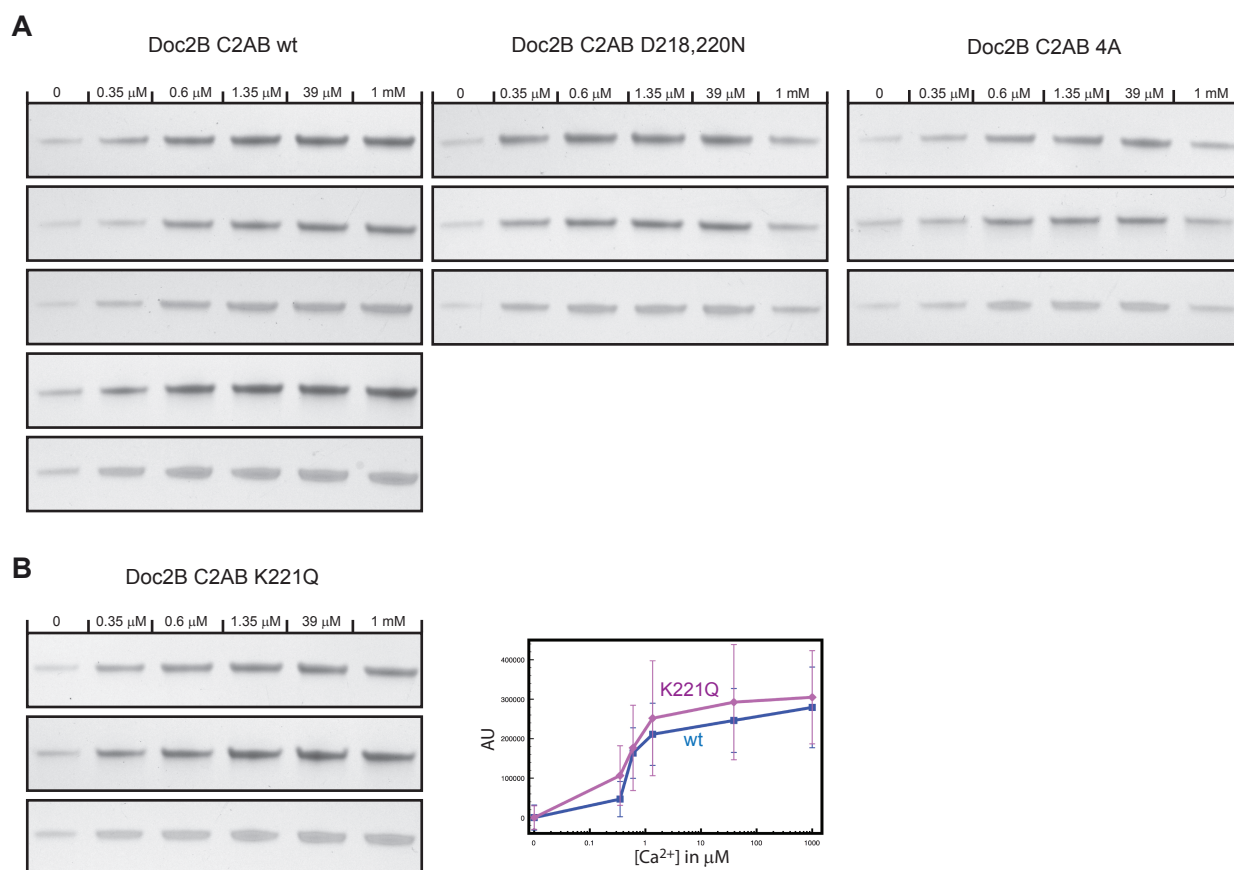 A
Doc2B C2AB wt
Doc2B C2AB D218,220N
Doc2B C2AB 4A
0 0.35 µM 0.6 µM 1.35 µM 39 µM 1 mM
0 0.35 µM 0.6 µM 1.35 µM 39 µM 1 mM
0 0.35 µM 0.6 µM 1.35 µM 39 µM 1 mM
B
Doc2B C2AB K221Q
0 0.35 µM 0.6 µM 1.35 µM 39 µM 1 mM
400000
300000
200000
100000
0
AU
K221Q
wt
0 0.1 1 10 100 1000
[Ca²⁺] in µM